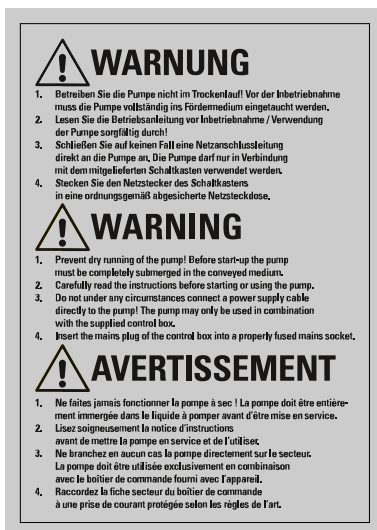 WARNUNG
1. Betreiben Sie die Pumpe nicht im Trockenlauf! Vor der Inbetriebnahme
muss die Pumpe vollständig ins Fördermedium eingetaucht werden.
2. Lesen Sie die Betriebsanleitung vor Inbetriebnahme / Verwendung
der Pumpe sorgfältig durch!
3. Schließen Sie auf keinen Fall eine Netzanschlussleitung
direkt an die Pumpe an. Die Pumpe darf nur in Verbindung
mit dem mitgelieferten Schaltkasten verwendet werden.
4. Stecken Sie den Netzstecker des Schaltkastens
in eine ordnungsgemäß abgesicherte Netzsteckdose.
WARNING
1. Prevent dry running of the pump! Before start-up the pump
must be completely submerged in the conveyed medium.
2. Carefully read the instructions before starting or using the pump.
3. Do not under any circumstances connect a power supply cable
directly to the pump! The pump may only be used in combination
with the supplied control box.
4. Insert the mains plug of the control box into a properly fused mains socket.
AVERTISSEMENT
1. Ne faites jamais fonctionner la pompe à sec ! La pompe doit être entière-
ment immergée dans le liquide à pomper avant d'être mise en service.
2. Lisez soigneusement la notice d'instructions
avant de mettre la pompe en service et de l'utiliser.
3. Ne branchez en aucun cas la pompe directement sur le secteur.
La pompe doit être utilisée exclusivement en combinaison
avec le boîtier de commande fourni avec l'appareil.
4. Raccordez la fiche secteur du boîtier de commande
à une prise de courant protégée selon les règles de l'art.